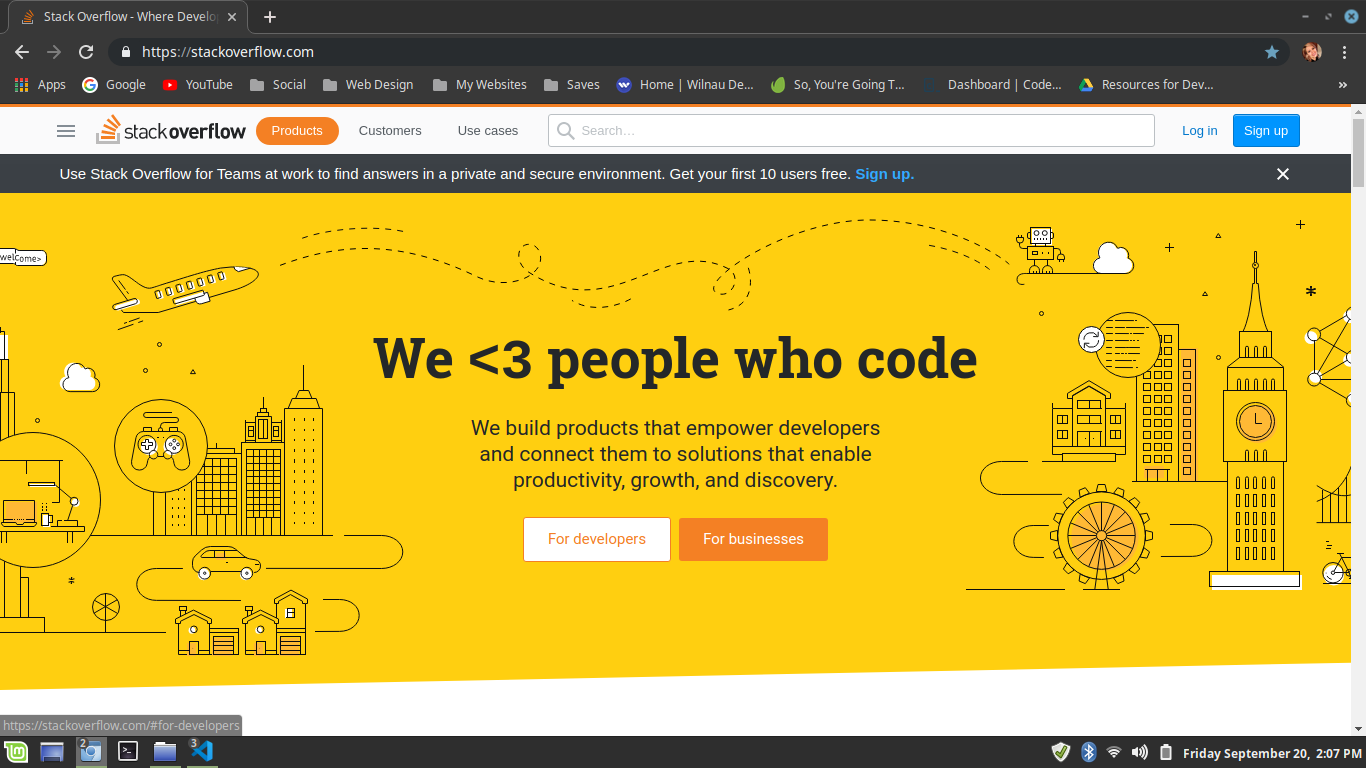 Stack Overflow - Where Develo
https://stackoverflow.com
Apps
Google
YouTube
Social
Web Design
My Websites
Saves
Home | Wilnau De...
So, You're Going T...
Dashboard | Code...
Resources for Dev...
»
stackoverflow
Products
Customers
Use cases
Search…
Log in
Sign up
Use Stack Overflow for Teams at work to find answers in a private and secure environment. Get your first 10 users free. Sign up.
We <3 people who code
We build products that empower developers
and connect them to solutions that enable
productivity, growth, and discovery.
For developers
For businesses
https://stackoverflow.com/#for-developers
2
3
Friday September 20, 2:07 PM